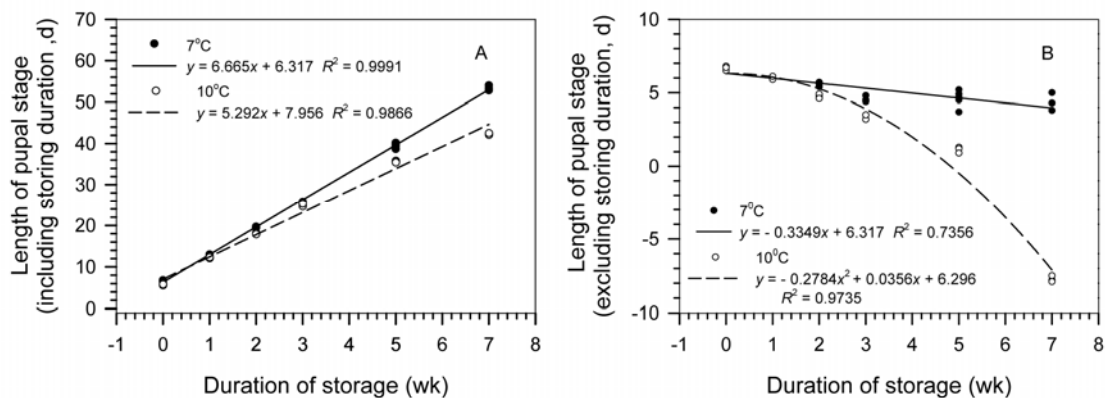 70
60
50
40
30
20
10
0
-1 0 1 2 3 4 5 6 7 8
Length of pupal stage
(including storing duration ,d)
Duration of storage (wk)
A
7⁰C
y = 6.665x + 6.317 R² = 0.9991
10⁰C
y = 5.292x + 7.956 R² = 0.9866
10
5
0
-5
-10
-1 0 1 2 3 4 5 6 7 8
Length of pupal stage
(excluding storing duration, d)
Duration of storage (wk)
B
7⁰C
y = - 0.3349x + 6.317 R² = 0.7356
10⁰C
y = - 0.2784x² + 0.0356x + 6.296
R² = 0.9735